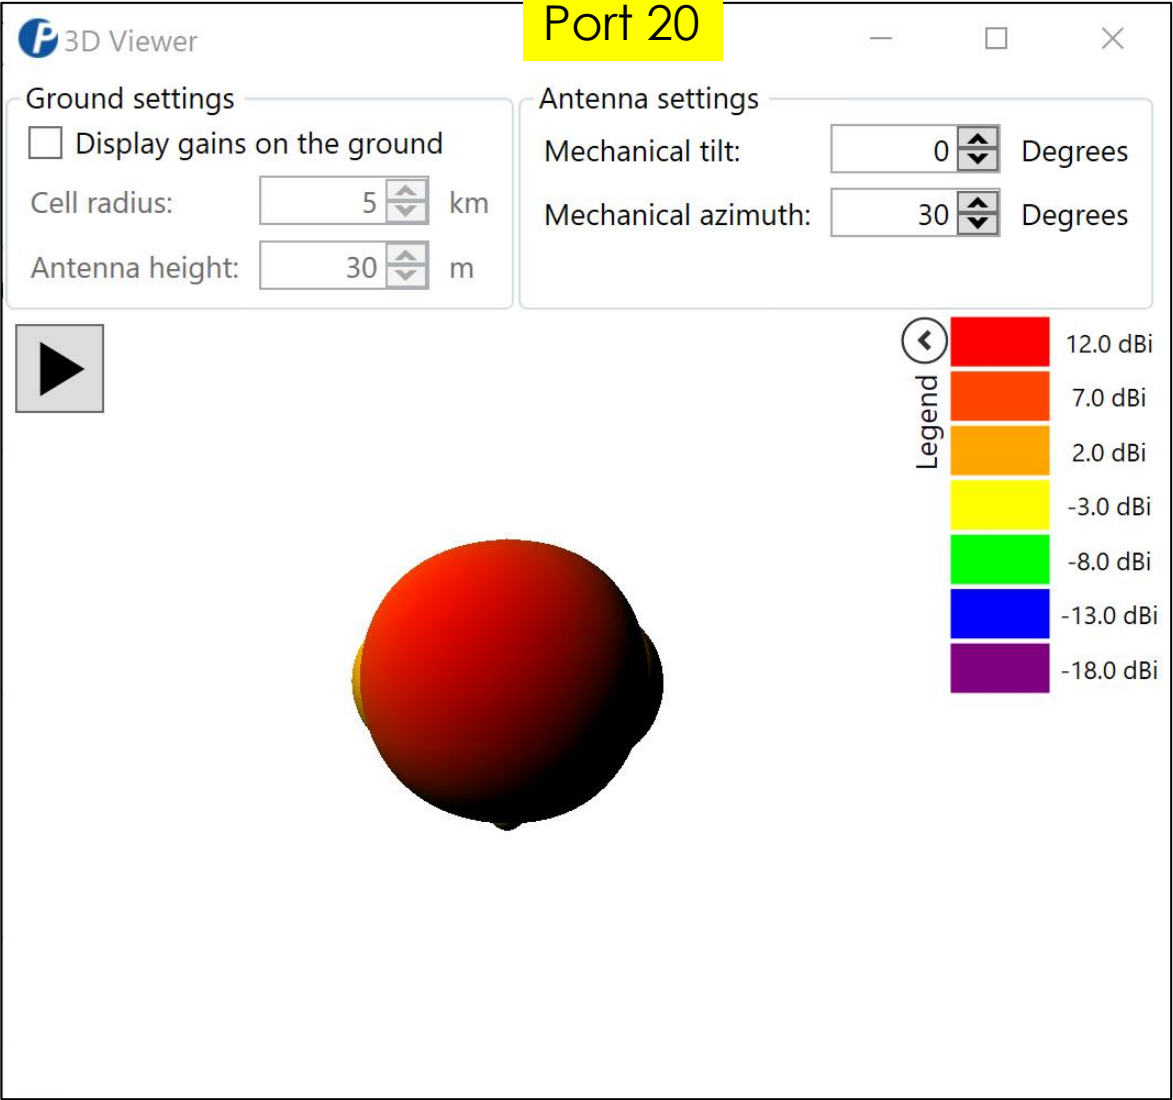 Port 20
3D Viewer
Ground settings
Display gains on the ground
Cell radius: 5 km
Antenna height: 30 m
Antenna settings
Mechanical tilt: 0 Degrees
Mechanical azimuth: 30 Degrees
Legend
12.0 dBi
7.0 dBi
2.0 dBi
-3.0 dBi
-8.0 dBi
-13.0 dBi
-18.0 dBi